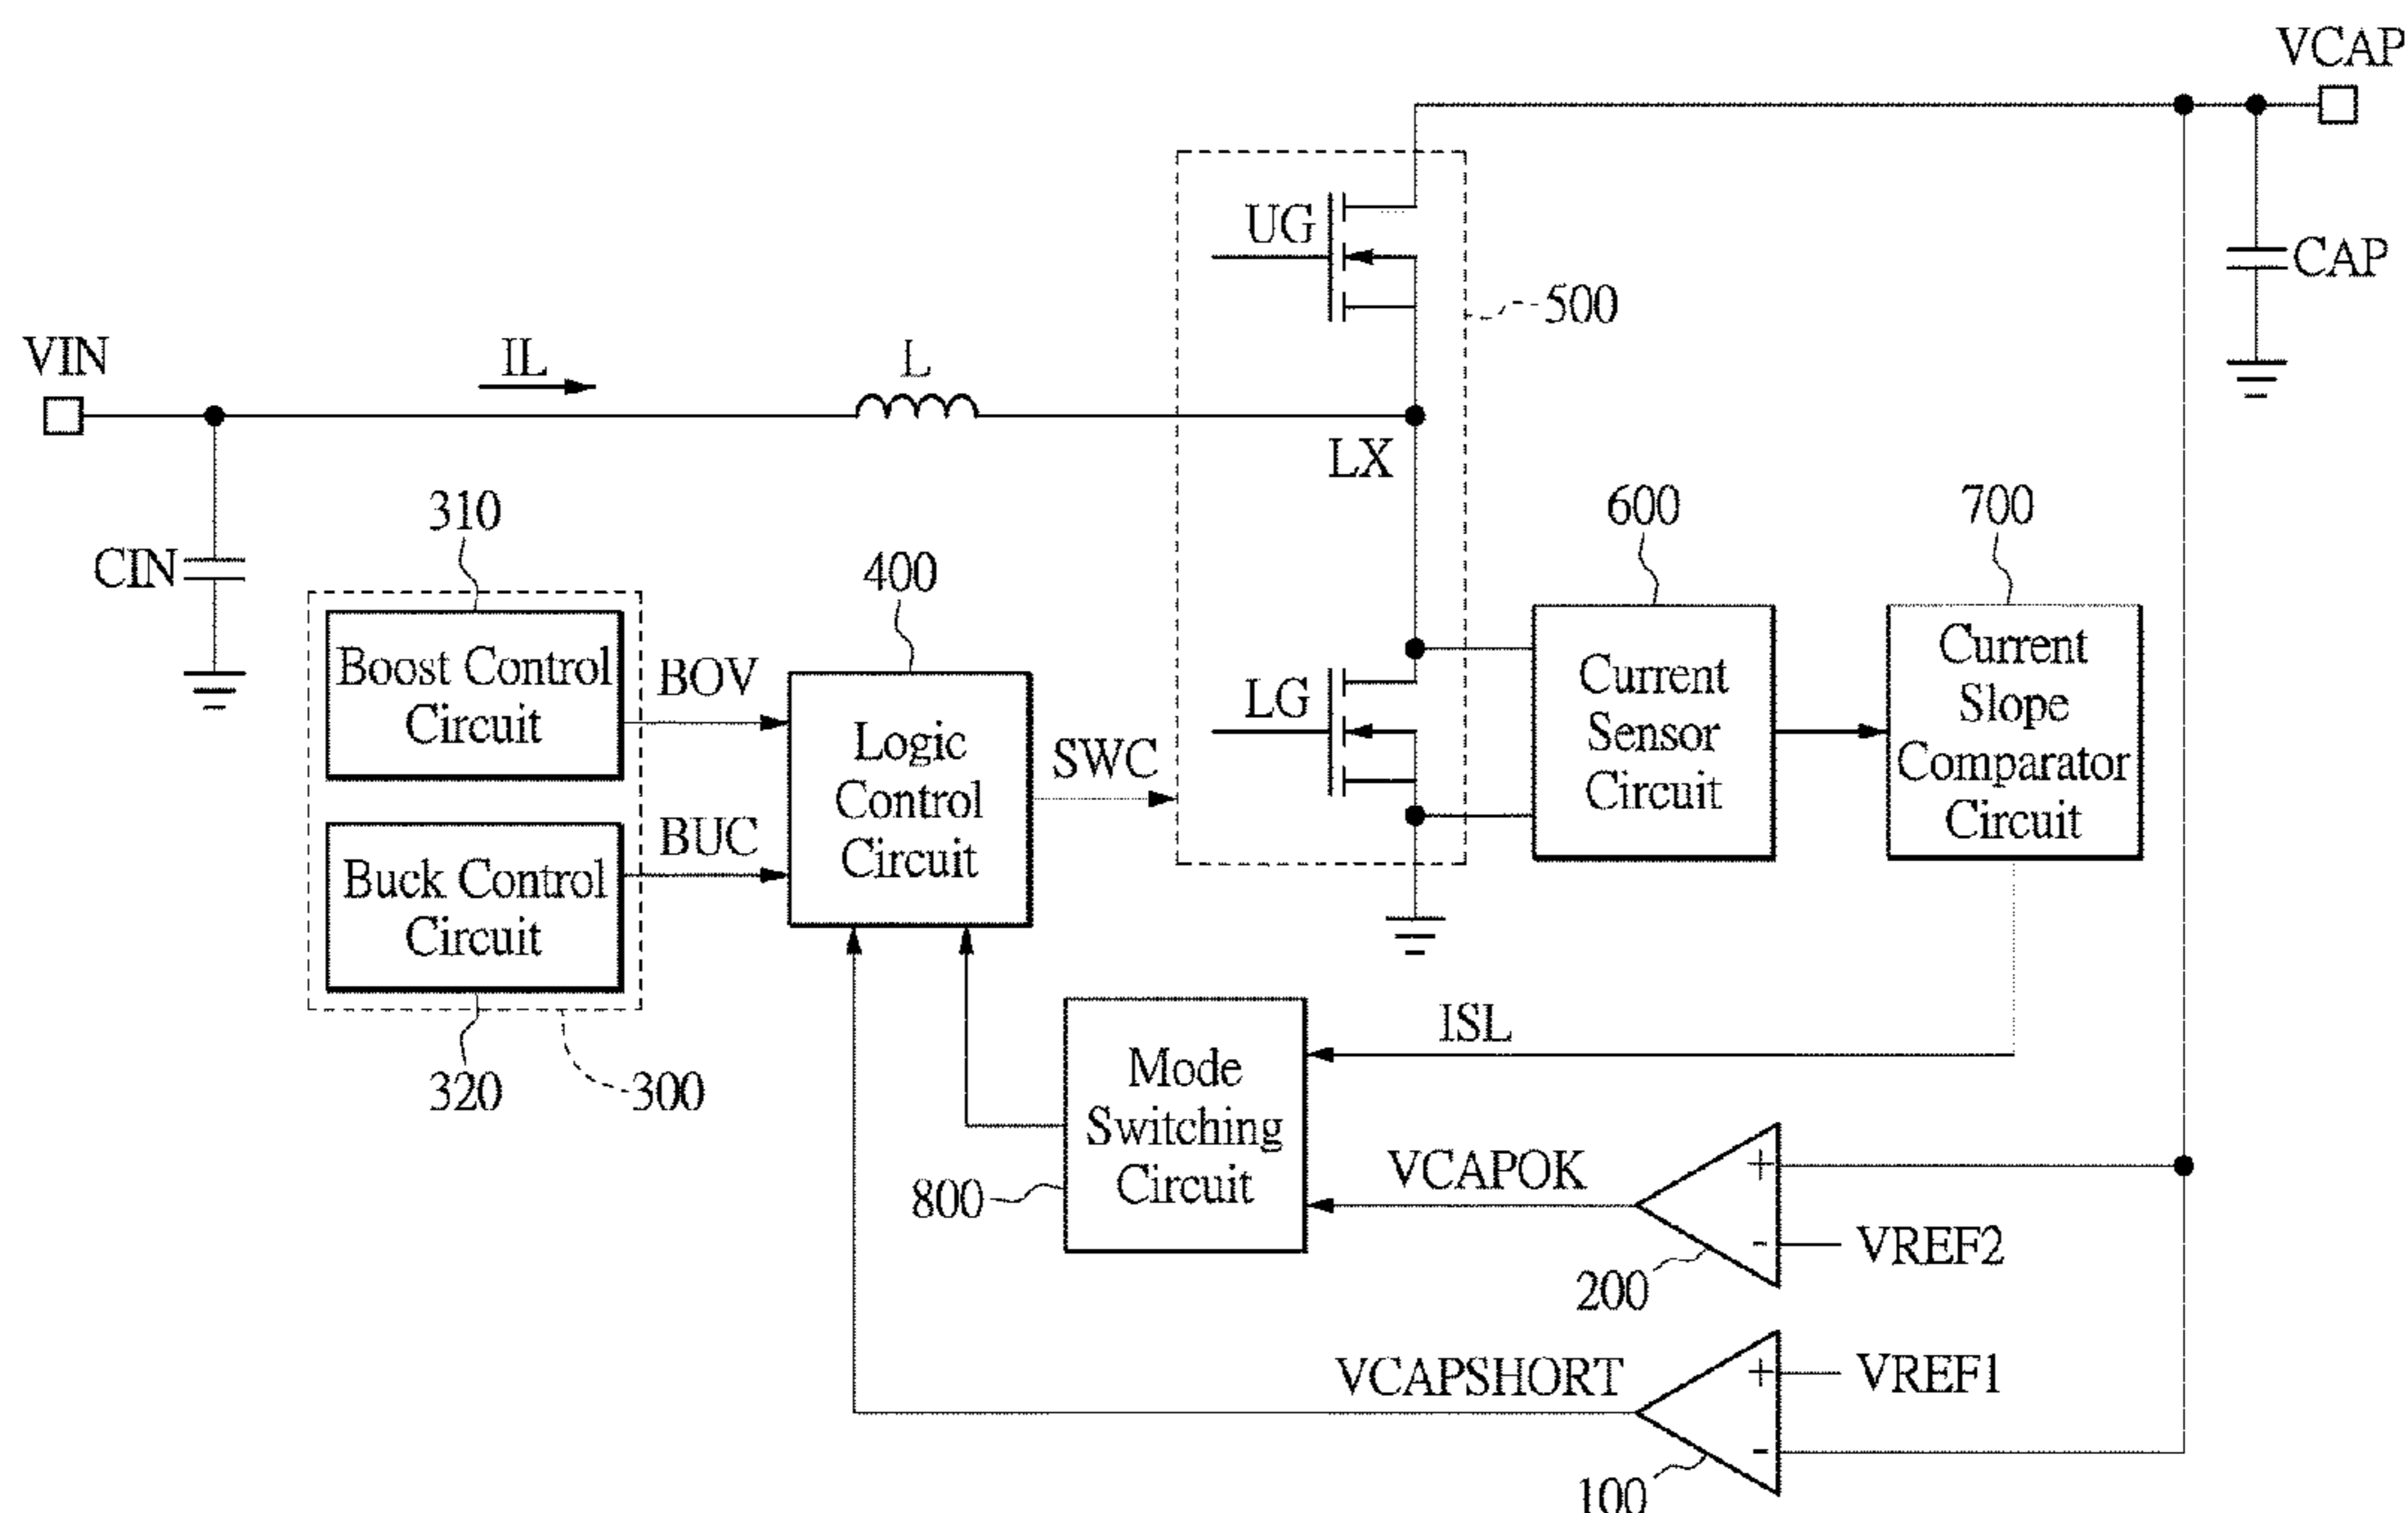 VCAP
UG
CAP
500
VIN
IL
L
LX
310
600
700
CIN
400
Boost Control
Circuit
BOV
Current
Sensor
Circuit
Current
Slope
Comparator
Circuit
LG
Logic
Control
Circuit
SWC
BUC
Buck Control
Circuit
ISL
320
300
Mode
Switching
Circuit
VCAPOK
+
-
800
VREF2
200
VCAPSHORT
+
-
VREF1
100